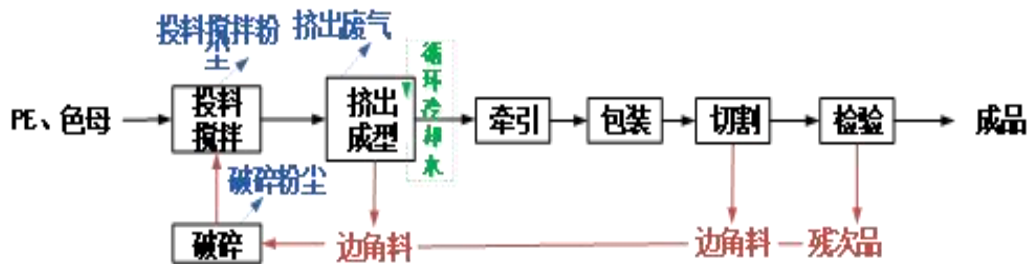 投料搅拌粉
尘
挤出废气
循
环
冷
却
水
PE、色母
投料
搅拌
挤出
成型
牵引
包装
切割
检验
成品
破碎粉尘
破碎
边角料
边角料
残次品